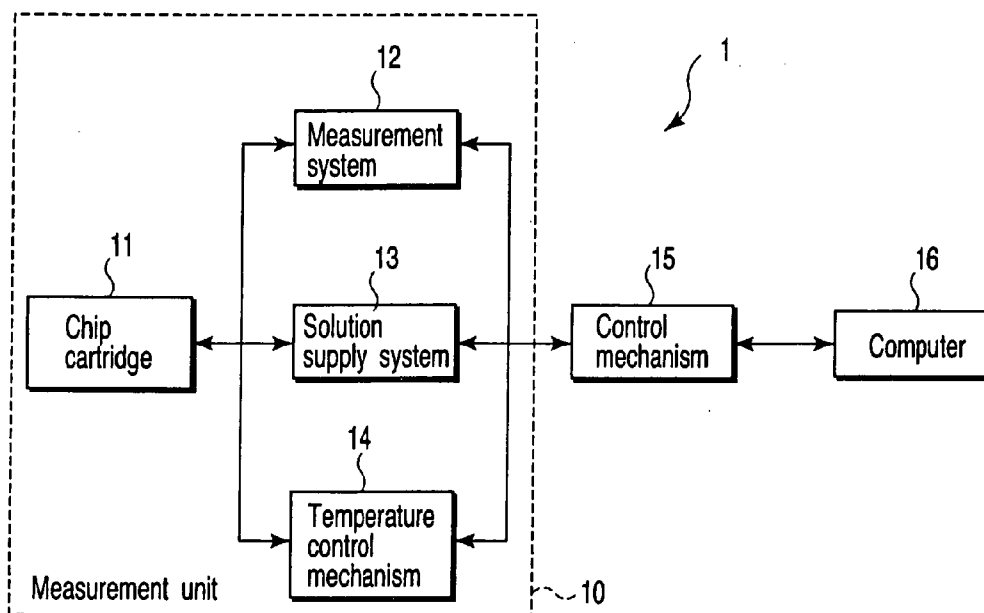 1
12
Measurement
system
11
Chip
cartridge
13
Solution
supply system
15
Control
mechanism
16
Computer
14
Temperature
control
mechanism
Measurement unit
10